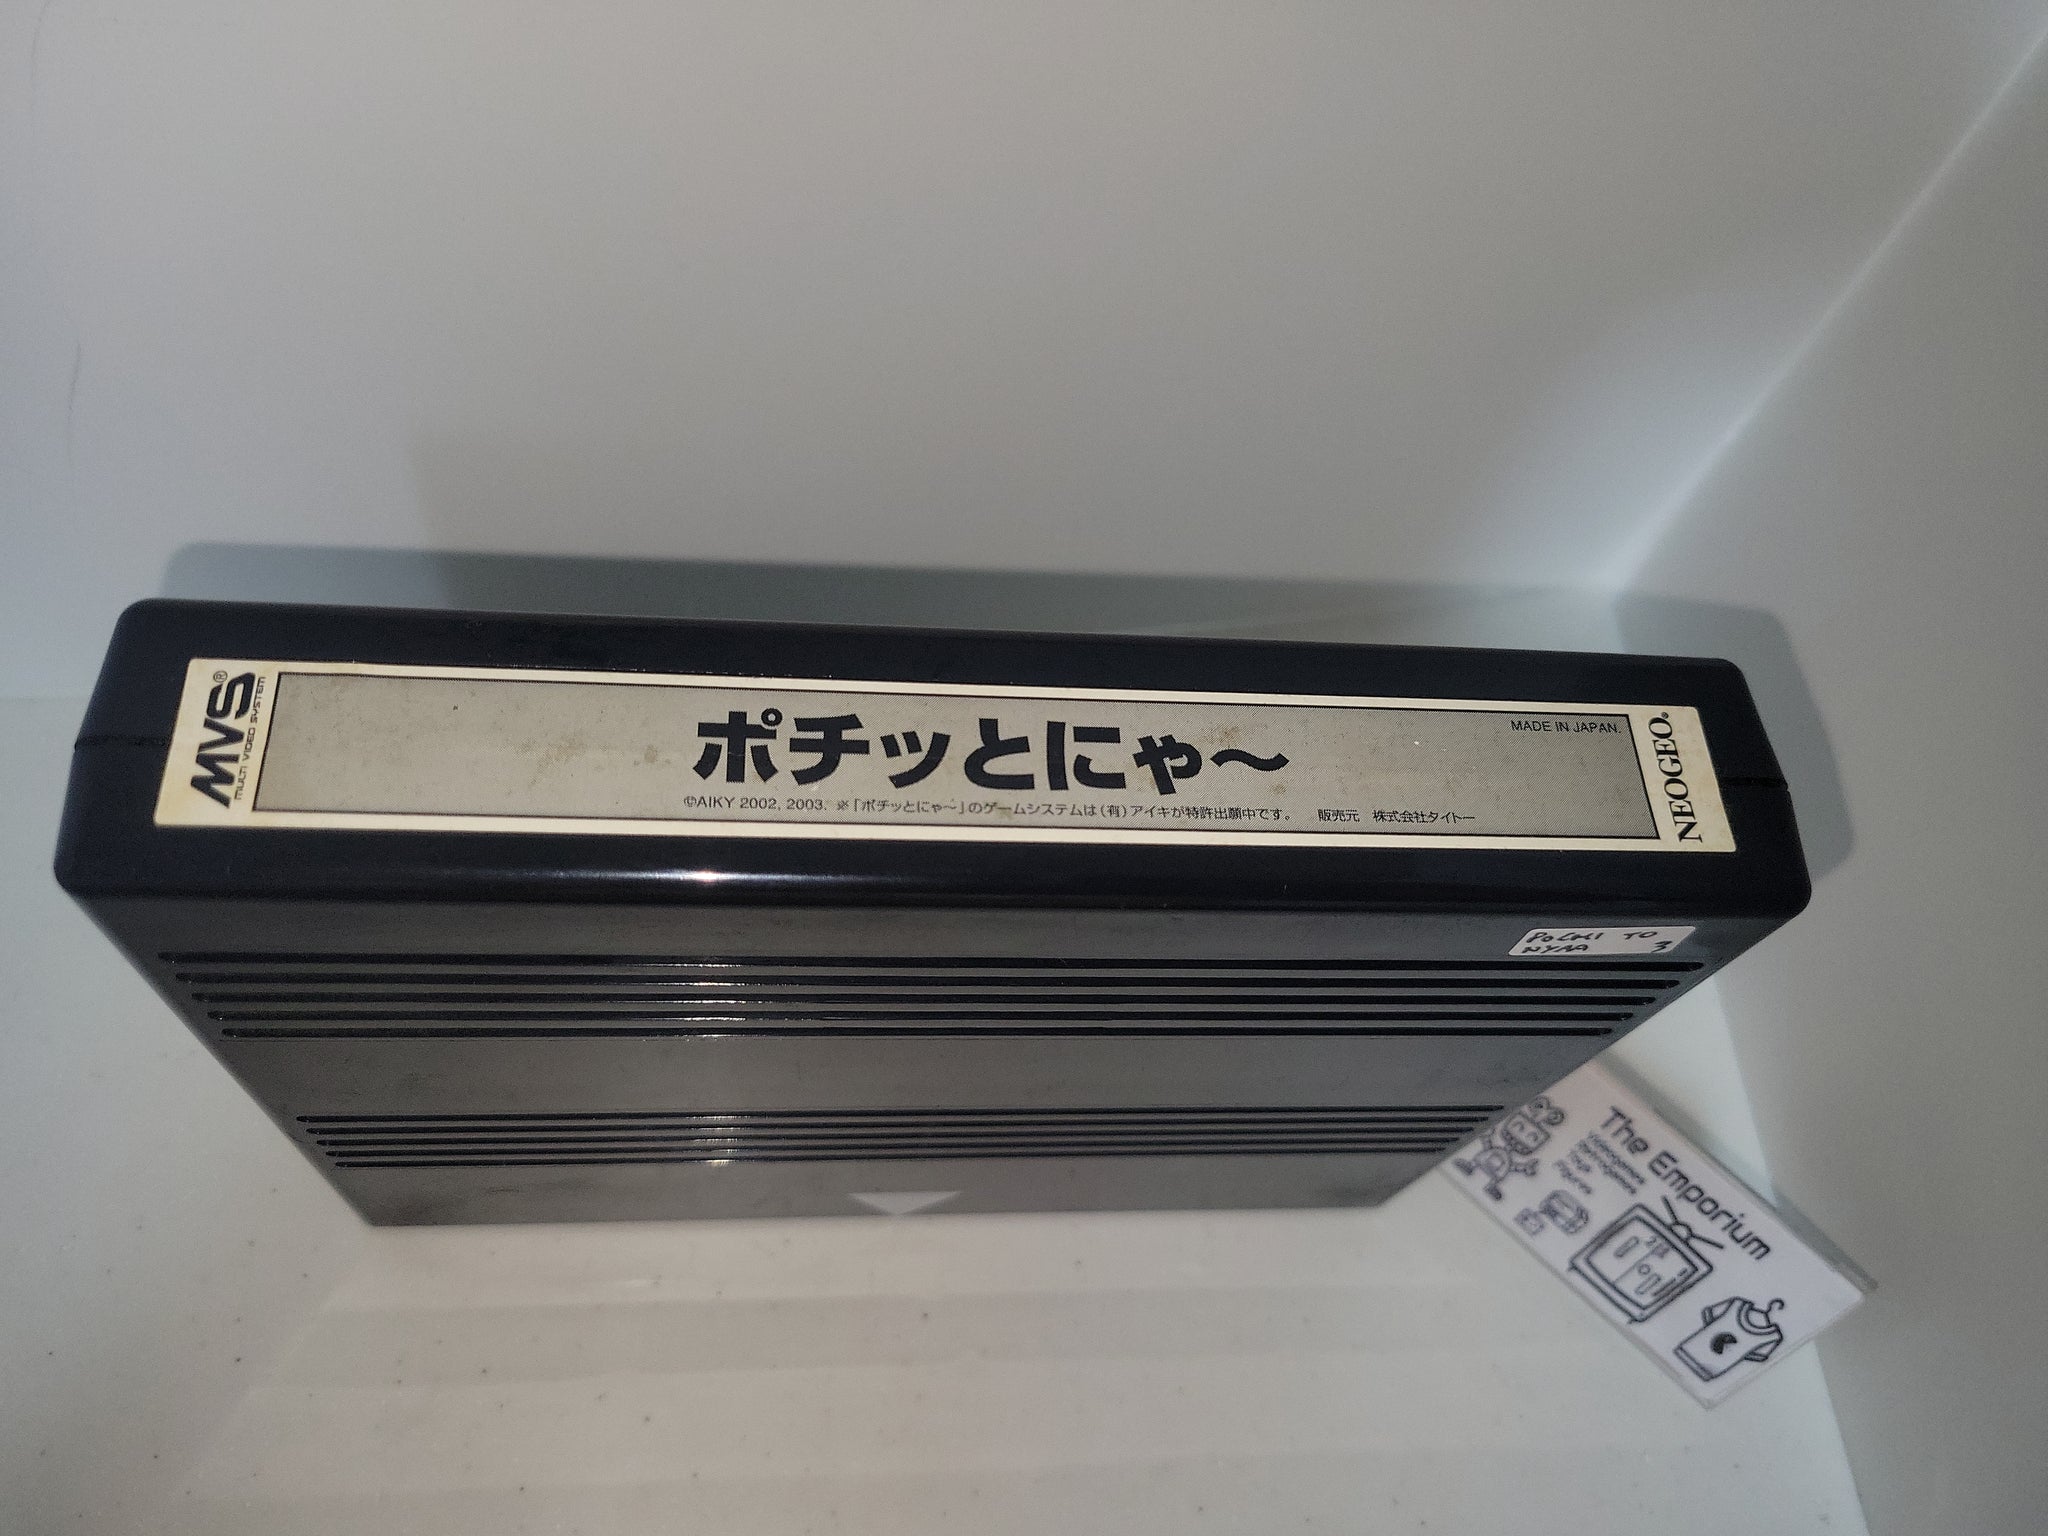 MVS®
MULTI VIDEO SYSTEM
ポチッとにゃ～
MADE IN JAPAN.
©AIKY 2002, 2003. ※「ポチッとにゃ～」のゲームシステムは(有)アイキが特許出願中です。 販売元 株式会社タイトー
NEOGEO®
POCHI TO
NYAA 3
The Emporium
Videogames
Retrogames